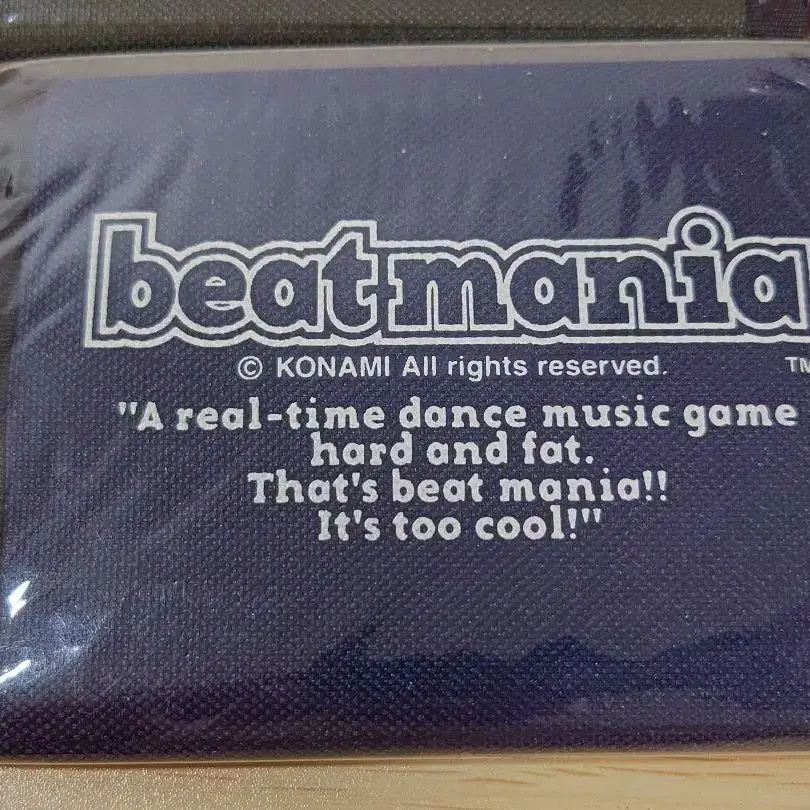 beatmania
© KONAMI All rights reserved. TM
"A real-time dance music game
hard and fat.
That's beat mania!!
It's too cool!"